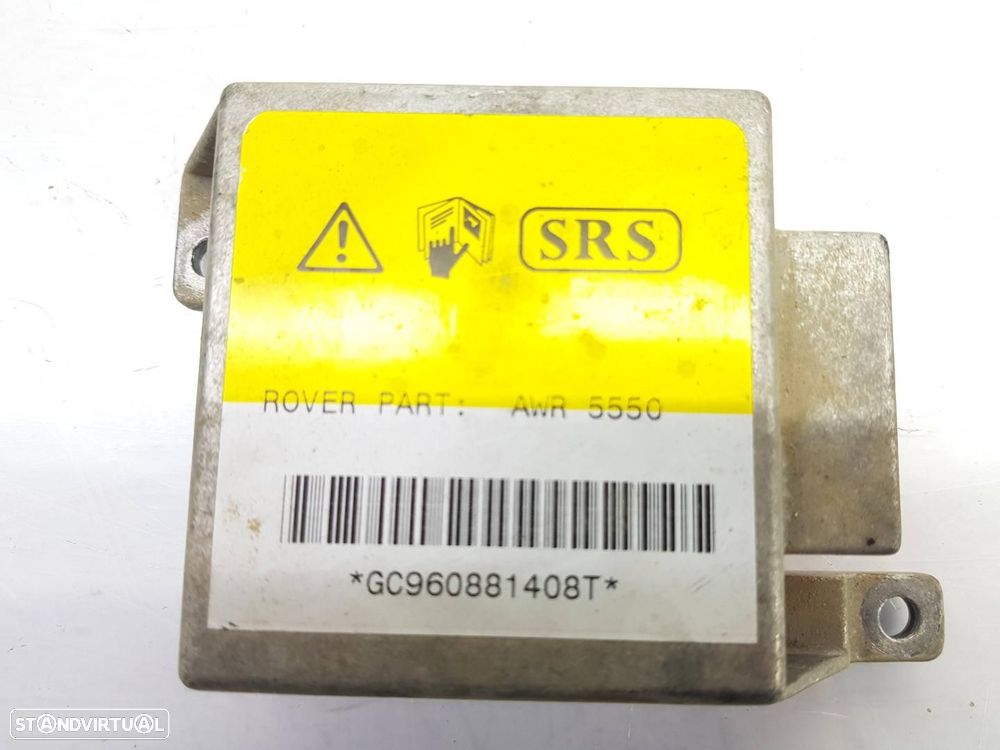 SRS
ROVER PART: AWR 5550
*GC960881408T*
STANDVIRTUAL